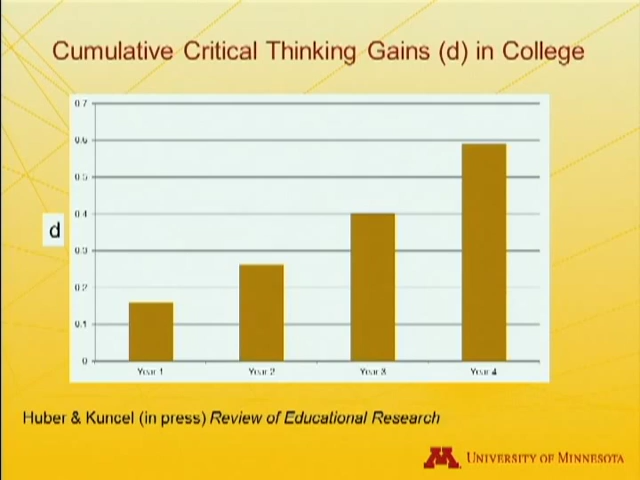 Cumulative Critical Thinking Gains (d) in College
0.7
0.6
0.5
0.4
0.3
0.2
0.1
0
d
Year 1
Year 2
Year 3
Year 4
Huber & Kuncel (in press) Review of Educational Research
M UNIVERSITY OF MINNESOTA